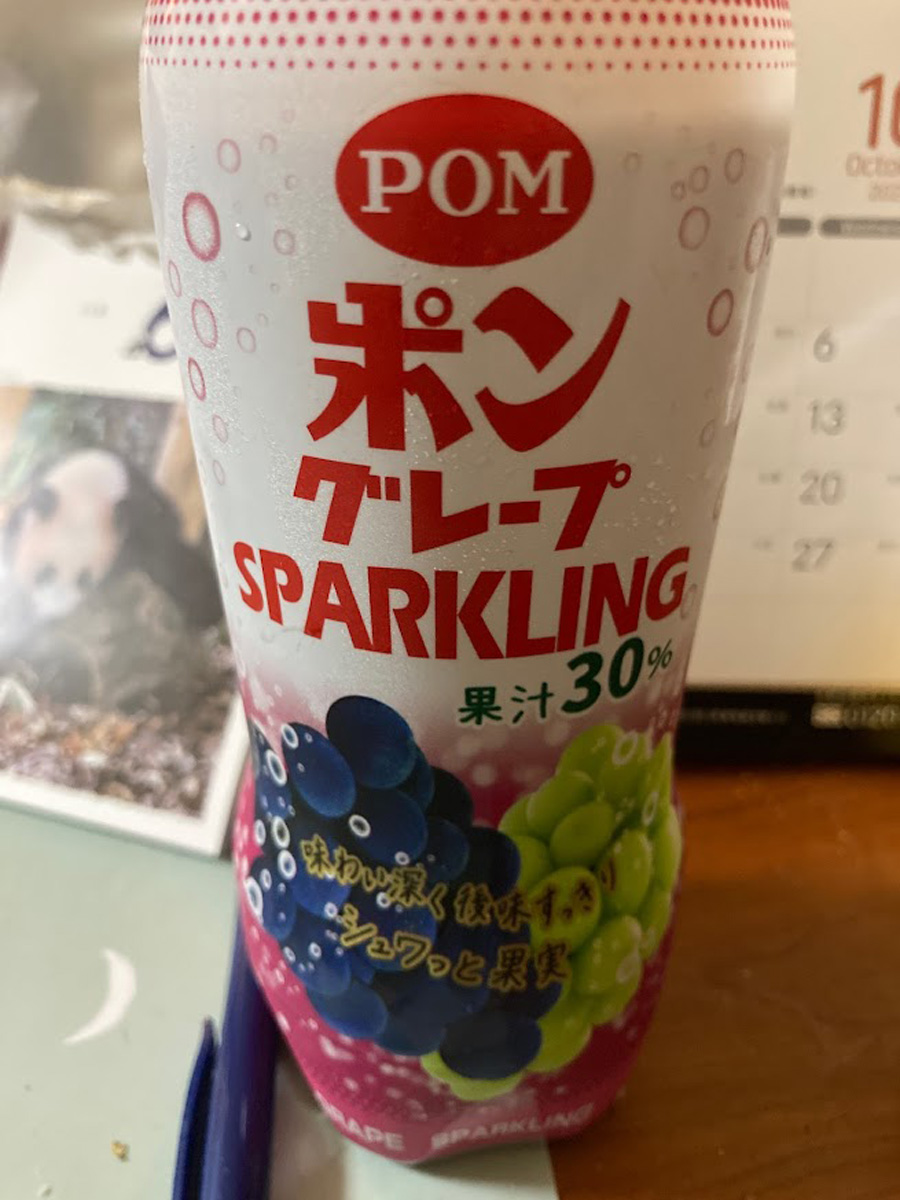 POM
ポン
グレープ
SPARKLING
果汁30%
味わい深く後味すっきり
シュワっと果実
SPARKLING
10
October
6
13
20
27